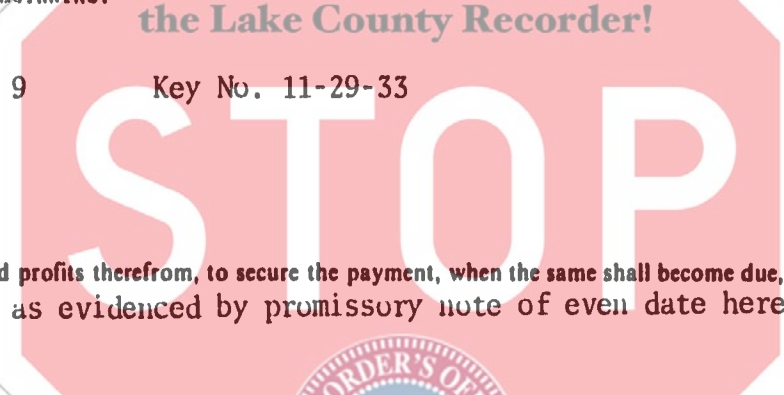 the Lake County Recorder!
9 Key No. 11-29-33
STOP
d profits therefrom, to secure the payment, when the same shall become due,
as evidenced by promissory note of even date here
ORDER'S OF